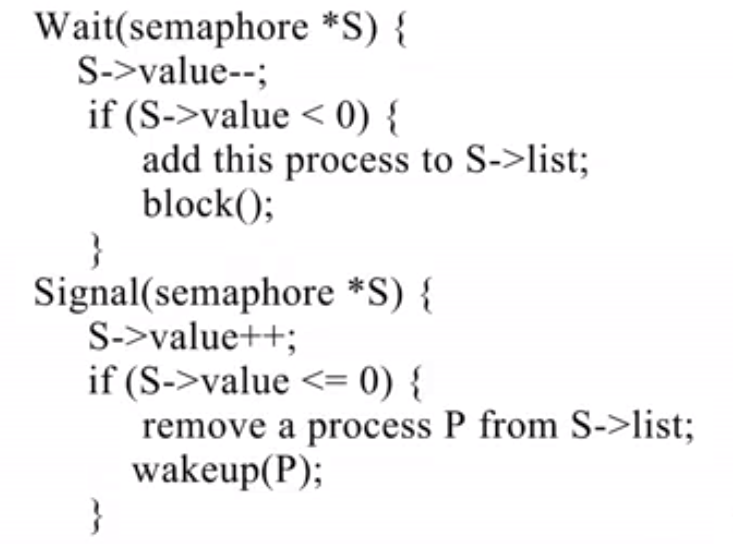 Wait(semaphore *S) {
S->value--;
if (S->value < 0) {
add this process to S->list;
block();
}
Signal(semaphore *S) {
S->value++;
if (S->value <= 0) {
remove a process P from S->list;
wakeup(P);
}